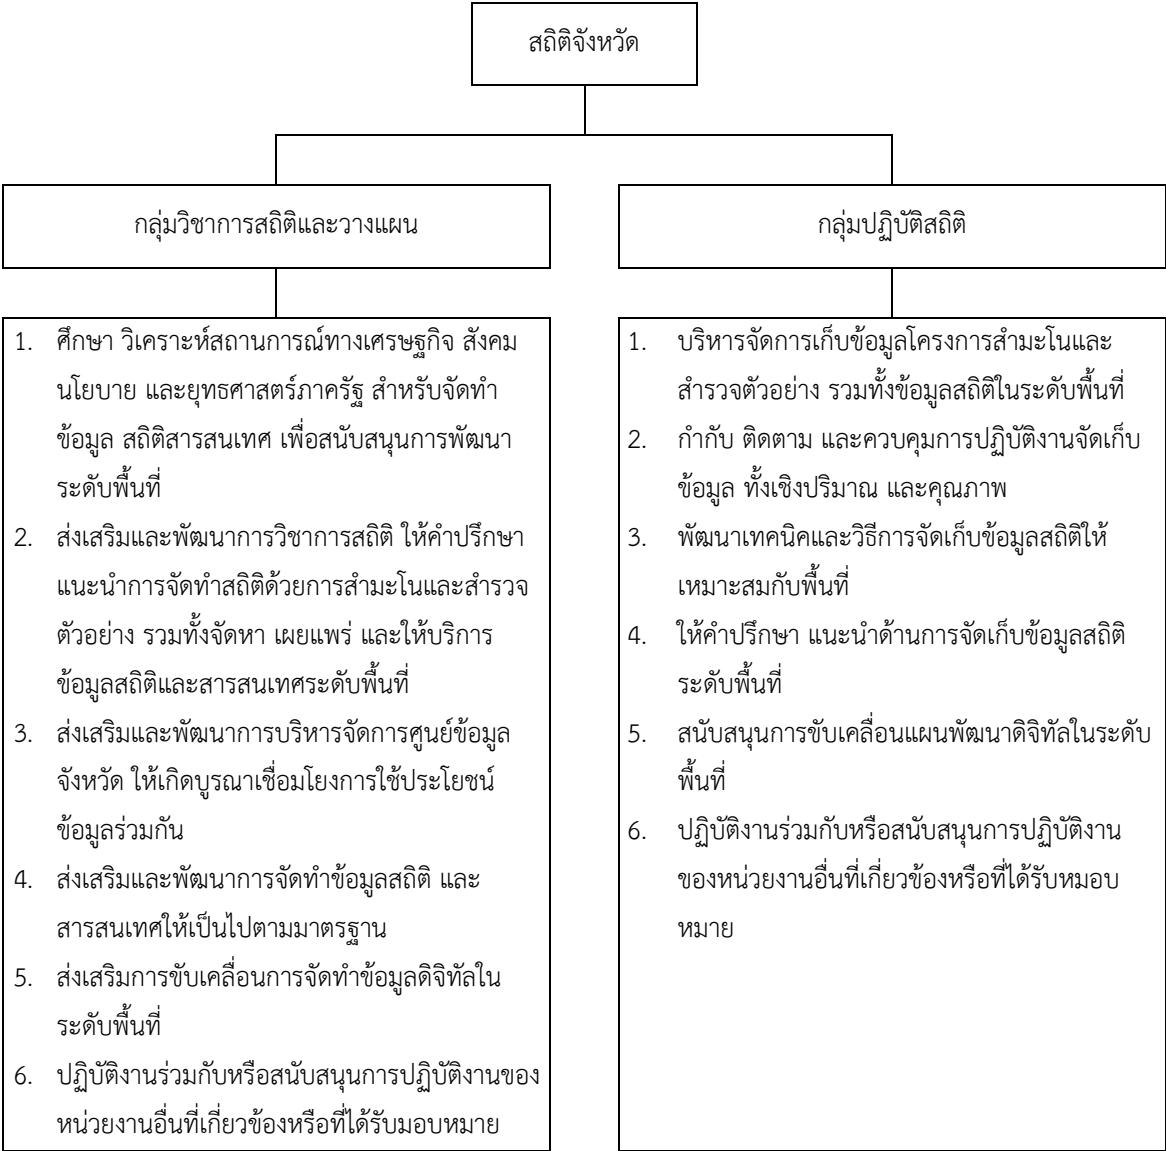 สถิติจังหวัด
กลุ่มวิชาการสถิติและวางแผน
1. ศึกษา วิเคราะห์สถานการณ์ทางเศรษฐกิจ สังคม
นโยบาย และยุทธศาสตร์ภาครัฐ สำหรับจัดทำ
ข้อมูล สถิติสารสนเทศ เพื่อสนับสนุนการพัฒนา
ระดับพื้นที่
2. ส่งเสริมและพัฒนาการวิชาการสถิติ ให้คำปรึกษา
แนะนำการจัดทำสถิติด้วยการสำมะโนและสำรวจ
ตัวอย่าง รวมทั้งจัดหา เผยแพร่ และให้บริการ
ข้อมูลสถิติและสารสนเทศระดับพื้นที่
3. ส่งเสริมและพัฒนาการบริหารจัดการศูนย์ข้อมูล
จังหวัด ให้เกิดบูรณาเชื่อมโยงการใช้ประโยชน์
ข้อมูลร่วมกัน
4. ส่งเสริมและพัฒนาการจัดทำข้อมูลสถิติ และ
สารสนเทศให้เป็นไปตามมาตรฐาน
5. ส่งเสริมการขับเคลื่อนการจัดทำข้อมูลดิจิทัลใน
ระดับพื้นที่
6. ปฏิบัติงานร่วมกับหรือสนับสนุนการปฏิบัติงานของ
หน่วยงานอื่นที่เกี่ยวข้องหรือที่ได้รับมอบหมาย
กลุ่มปฏิบัติสถิติ
1. บริหารจัดการเก็บข้อมูลโครงการสำมะโนและ
สำรวจตัวอย่าง รวมทั้งข้อมูลสถิติในระดับพื้นที่
2. กำกับ ติดตาม และควบคุมการปฏิบัติงานจัดเก็บ
ข้อมูล ทั้งเชิงปริมาณ และคุณภาพ
3. พัฒนาเทคนิคและวิธีการจัดเก็บข้อมูลสถิติให้
เหมาะสมกับพื้นที่
4. ให้คำปรึกษา แนะนำด้านการจัดเก็บข้อมูลสถิติ
ระดับพื้นที่
5. สนับสนุนการขับเคลื่อนแผนพัฒนาดิจิทัลในระดับ
พื้นที่
6. ปฏิบัติงานร่วมกับหรือสนับสนุนการปฏิบัติงาน
ของหน่วยงานอื่นที่เกี่ยวข้องหรือที่ได้รับหมอบ
หมาย